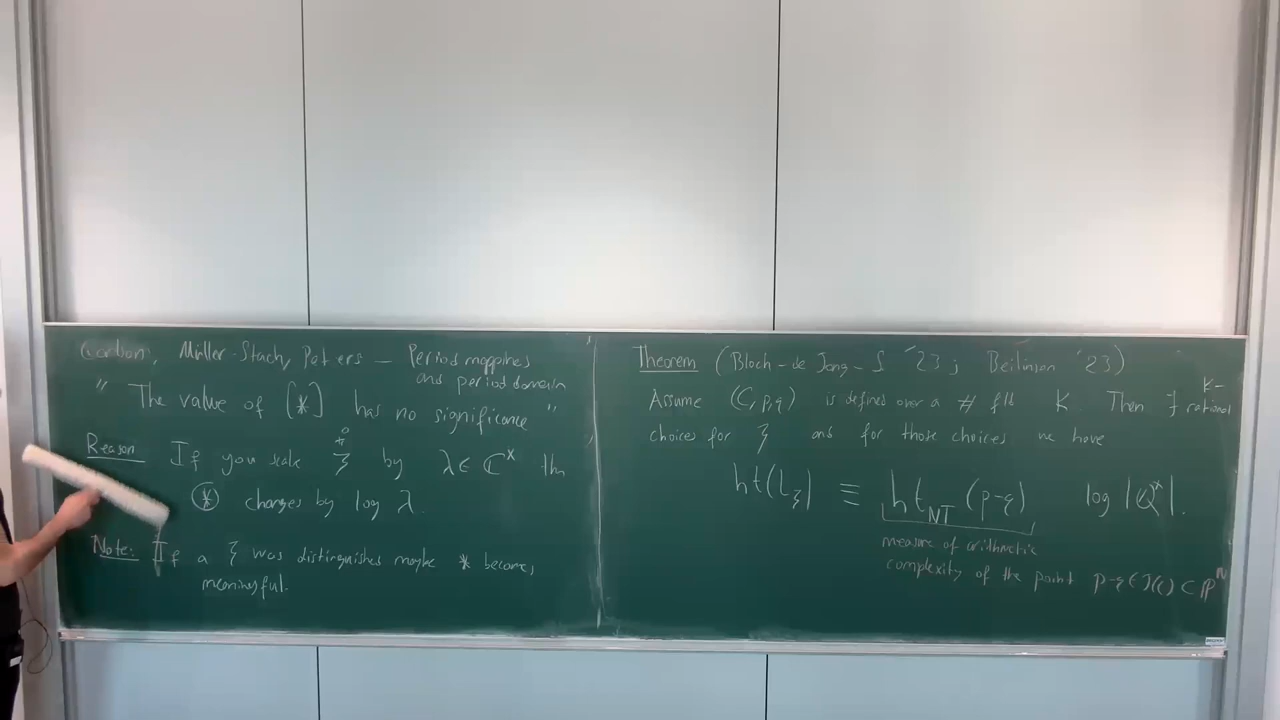 Müller-Stach, Peters — Period mappings and period domain
" The value of [*] has no significance "
Reason If you scale ξ by λ ∈ ℂ^× th
⊛ changes by log λ.
Note: If a ξ was distinguished maybe * becomes
meaningful.
Theorem (Bloch-de Jong-S '23; Beilinson '23)
Assume (C,p,q) is defined over a # fld K. Then ∃ K-rational
choices for ξ and for those choices we have
ht(L_ξ) ≡ ht_NT (p-q) log |ℚ^×|.
measure of arithmetic
complexity of the point p-q ∈ J(C) ⊂ ℙ^N